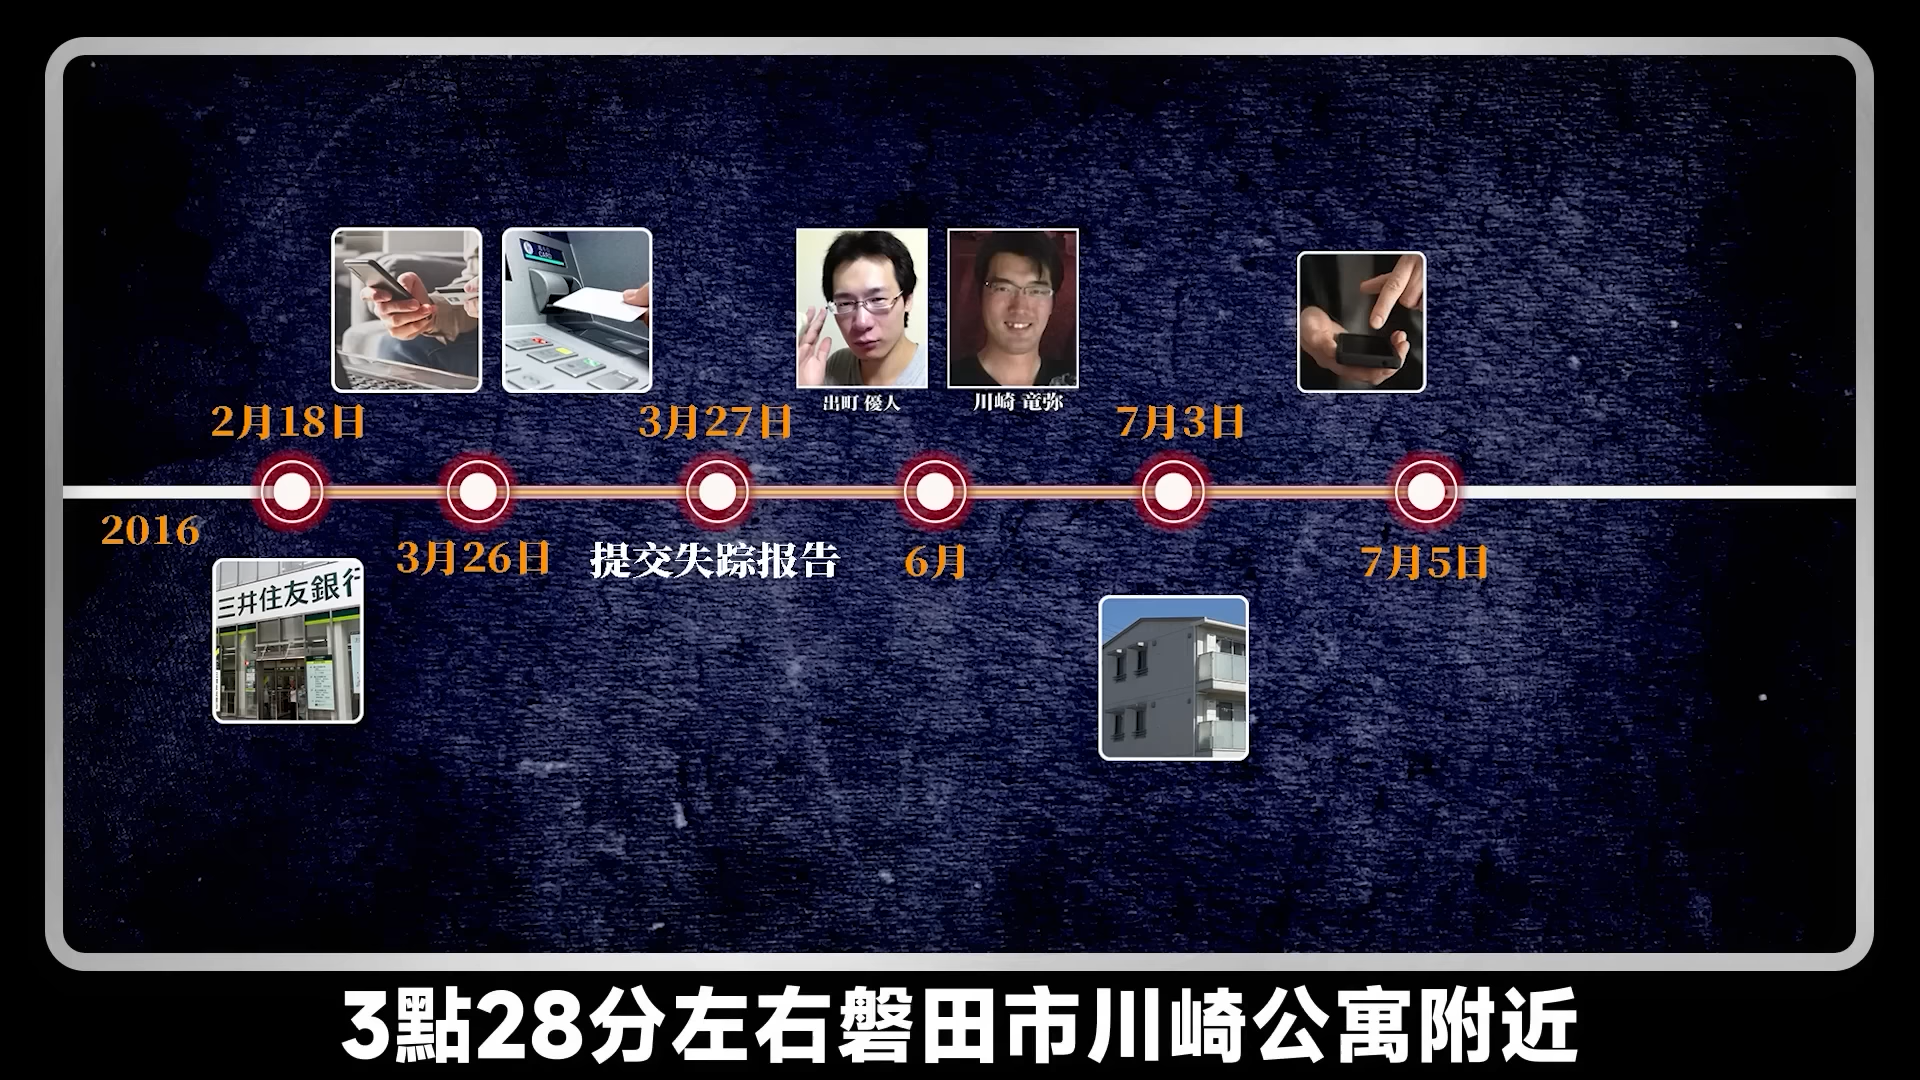 出町 優人
川崎 竜弥
2月18日
3月27日
7月3日
2016
3月26日
提交失踪报告
6月
7月5日
三井住友銀行
3點28分左右磐田市川崎公寓附近